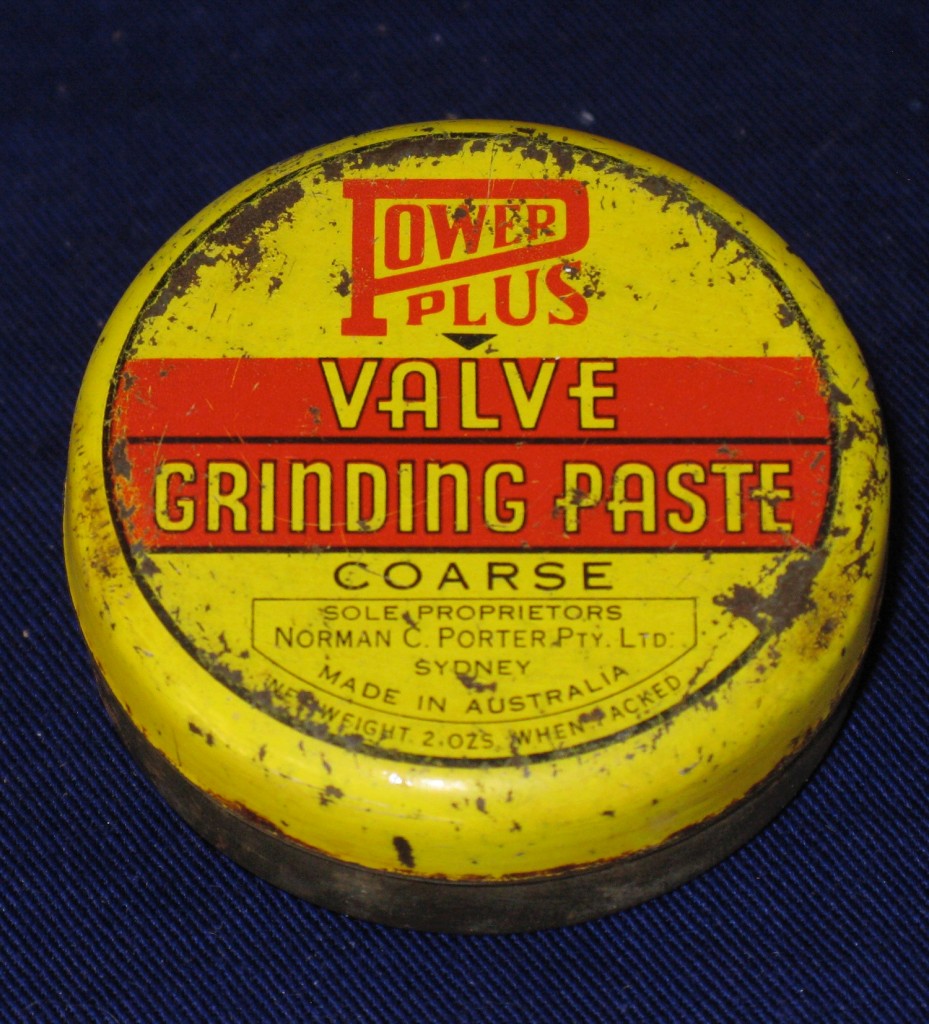 POWER
PLUS
VALVE
GRINDING PASTE
COARSE
SOLE PROPRIETORS
NORMAN C. PORTER PTY. LTD.
SYDNEY
MADE IN AUSTRALIA
NET WEIGHT 2 OZS. WHEN PACKED